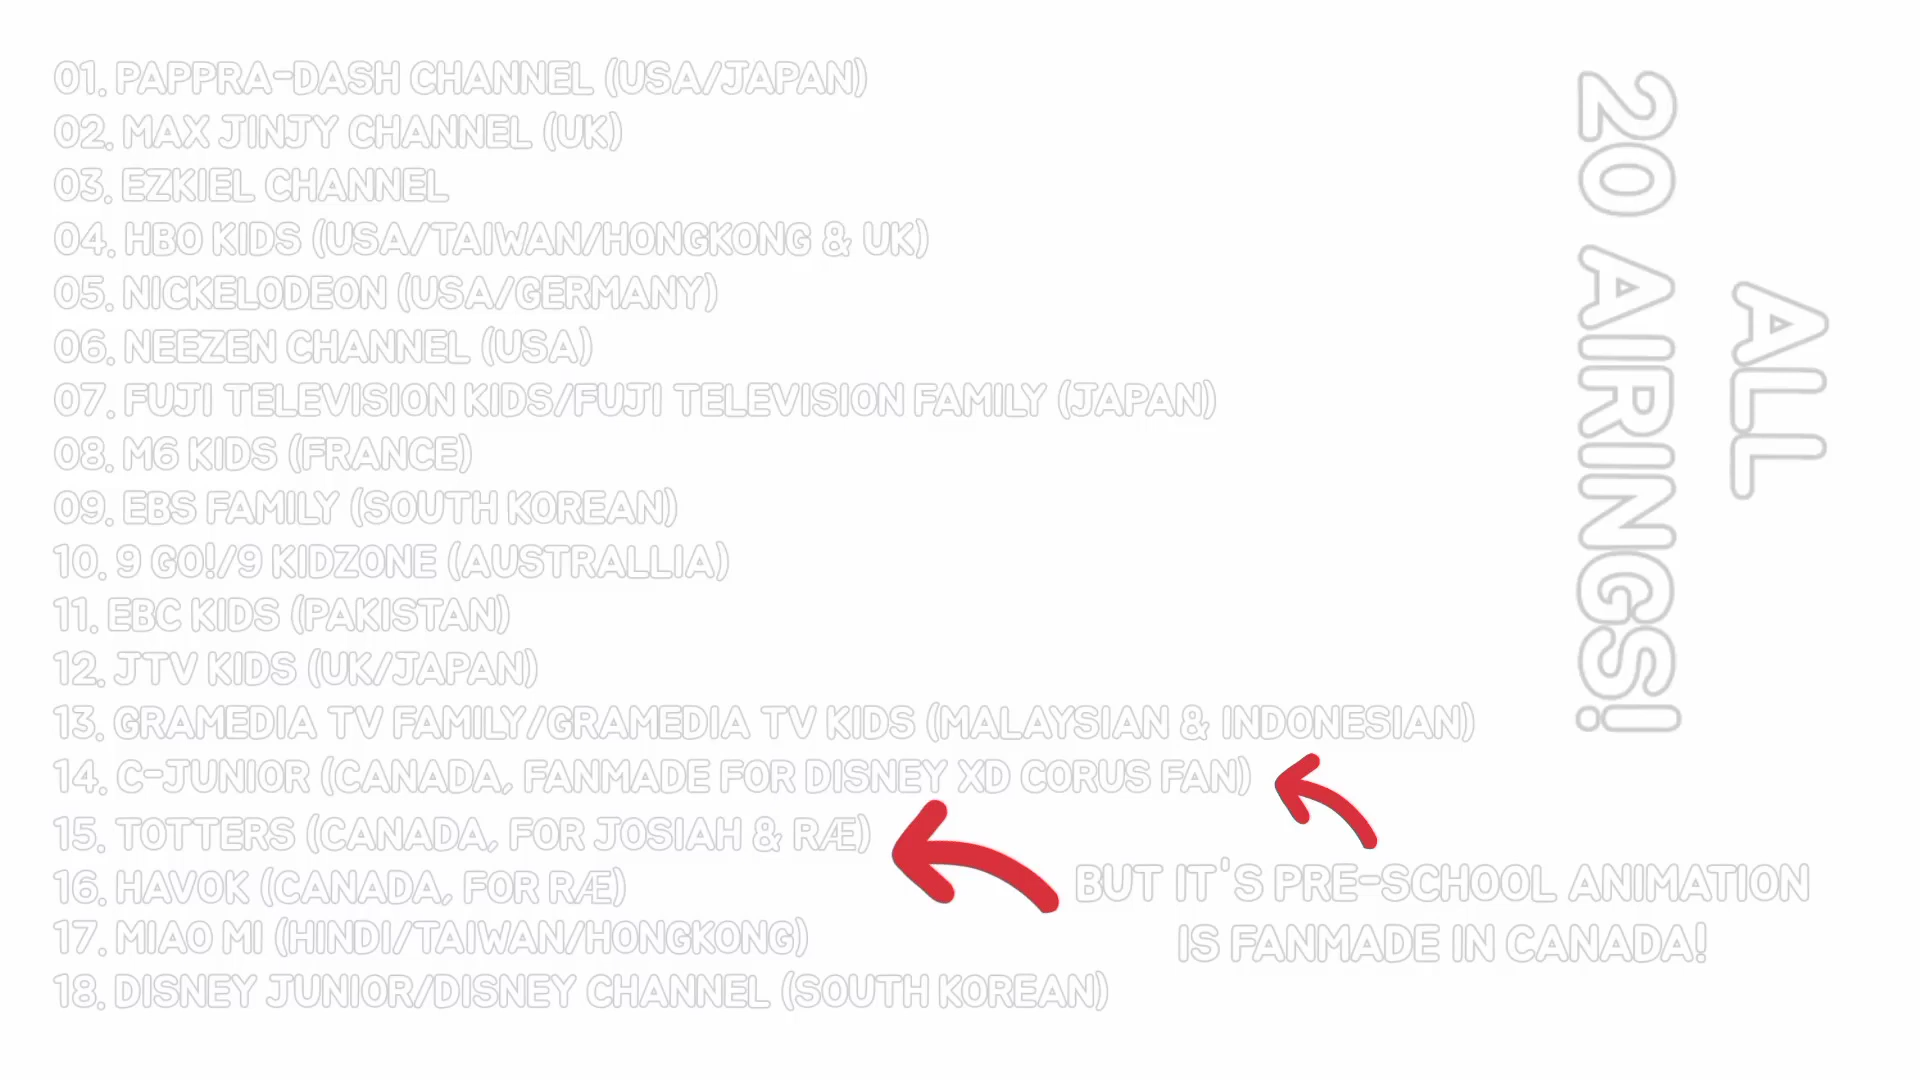 01. PAPPRA-DASH CHANNEL (USA/JAPAN)
02. MAX JINJY CHANNEL (UK)
03. EZKIEL CHANNEL
04. HBO KIDS (USA/TAIWAN/HONGKONG & UK)
05. NICKELODEON (USA/GERMANY)
06. NEEZEN CHANNEL (USA)
07. FUJI TELEVISION KIDS/FUJI TELEVISION FAMILY (JAPAN)
08. M6 KIDS (FRANCE)
09. EBS FAMILY (SOUTH KOREAN)
10. 9 GO!/9 KIDZONE (AUSTRALLIA)
11. EBC KIDS (PAKISTAN)
12. JTV KIDS (UK/JAPAN)
13. GRAMEDIA TV FAMILY/GRAMEDIA TV KIDS (MALAYSIAN & INDONESIAN)
14. C-JUNIOR (CANADA, FANMADE FOR DISNEY XD CORUS FAN)
15. TOTTERS (CANADA, FOR JOSIAH & RÆ)
16. HAVOK (CANADA, FOR RÆ)
17. MIAO MI (HINDI/TAIWAN/HONGKONG)
18. DISNEY JUNIOR/DISNEY CHANNEL (SOUTH KOREAN)
BUT IT'S PRE-SCHOOL ANIMATION
IS FANMADE IN CANADA!
ALL
20 AIRINGS!